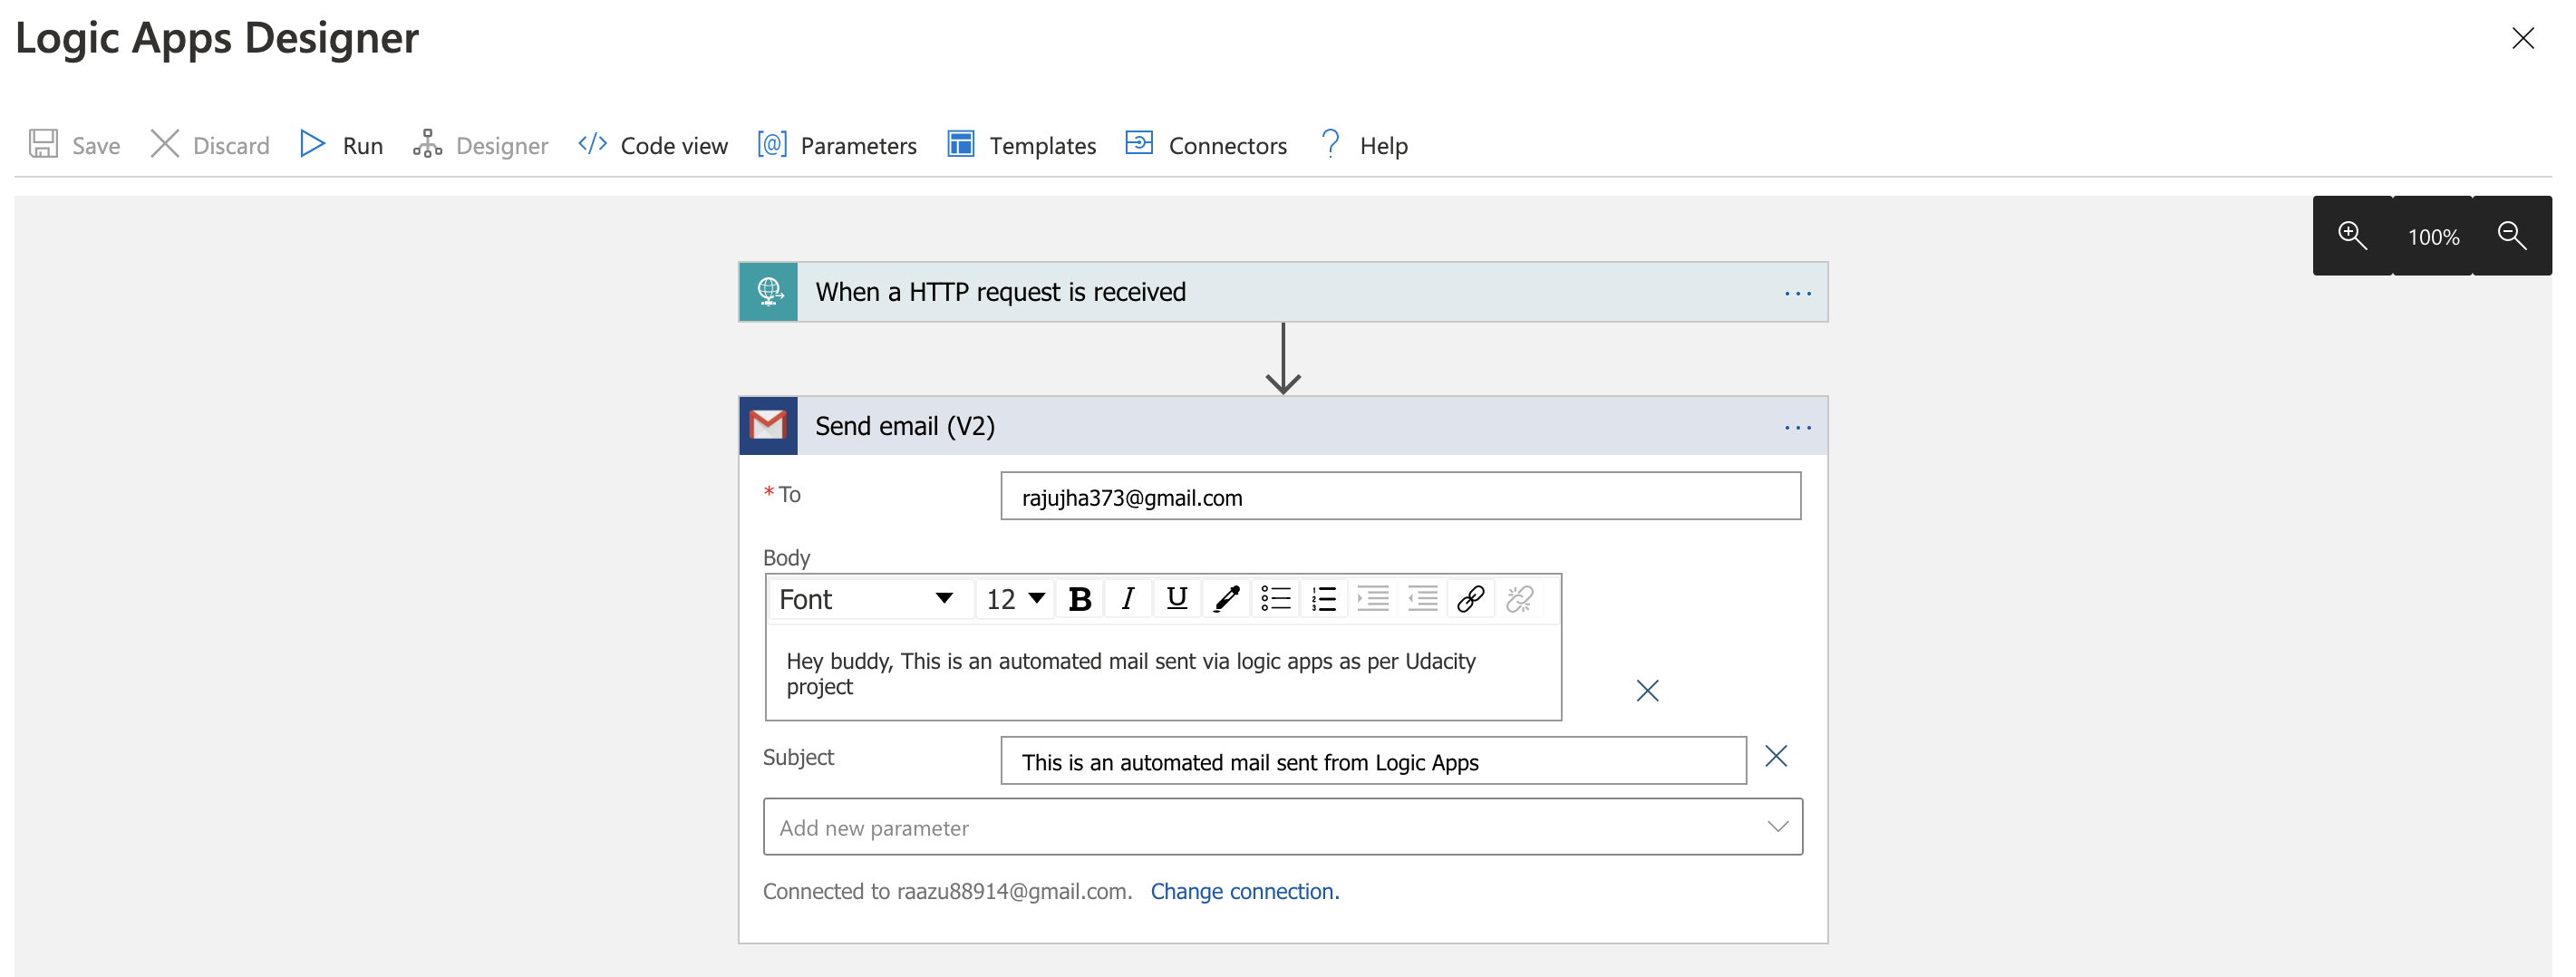 Logic Apps Designer
Save Discard Run Designer Code view Parameters Templates Connectors Help
100%
When a HTTP request is received
Send email (V2)
* To rajujha373@gmail.com
Body
Font 12 B I U
Hey buddy, This is an automated mail sent via logic apps as per Udacity
project
Subject This is an automated mail sent from Logic Apps
Add new parameter
Connected to raazu88914@gmail.com. Change connection.